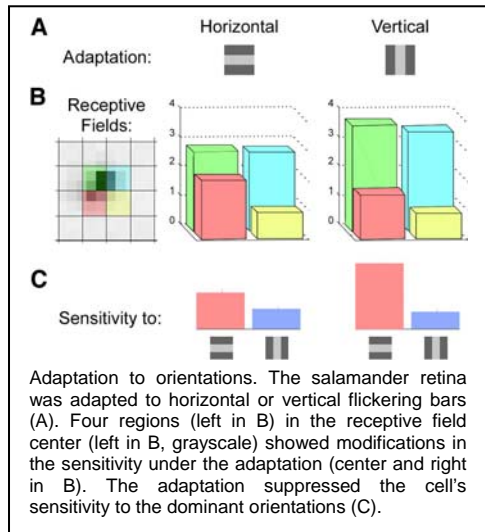 A
Horizontal Vertical
Adaptation:
B
Receptive
Fields:
4 4
3 3
2 2
1 1
0 0
C
Sensitivity to:
Adaptation to orientations. The salamander retina
was adapted to horizontal or vertical flickering bars
(A). Four regions (left in B) in the receptive field
center (left in B, grayscale) showed modifications in
the sensitivity under the adaptation (center and right
in B). The adaptation suppressed the cell's
sensitivity to the dominant orientations (C).